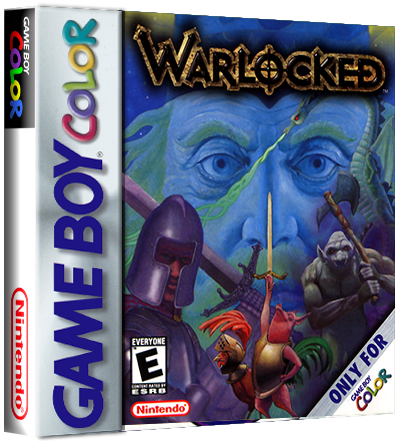 GAME BOY COLOR
Nintendo
GAME BOY COLOR
WARLOCKED
TM
EVERYONE
E
CONTENT RATED BY
ESRB
Nintendo
ONLY FOR
GAME BOY
COLOR